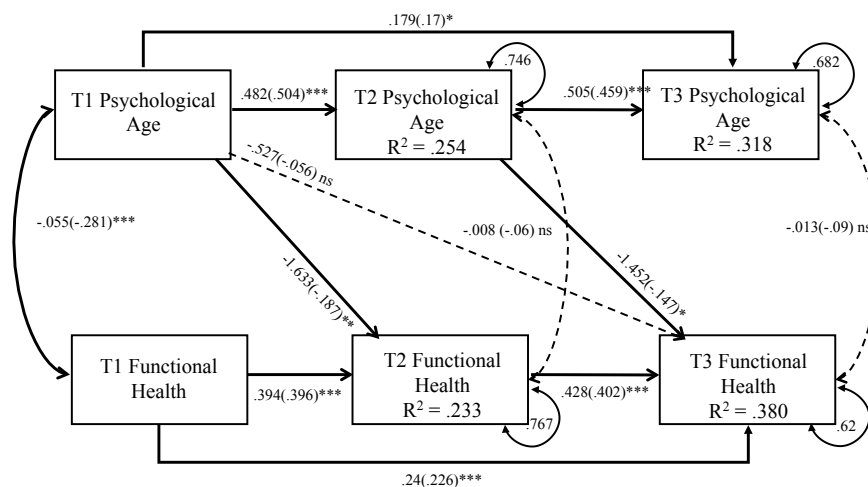 .179(.17)*
.746
.682
T1 Psychological
Age
.482(.504)***
T2 Psychological
Age
R² = .254
.505(.459)***
T3 Psychological
Age
R² = .318
-.527(-.056) ns
-.055(-.281)***
-.008 (-.06) ns
-.013(-.09) ns
-1.633(-.187)**
-1.452(-.147)*
T1 Functional
Health
.394(.396)***
T2 Functional
Health
R² = .233
.428(.402)***
T3 Functional
Health
R² = .380
.767
.62
.24(.226)***